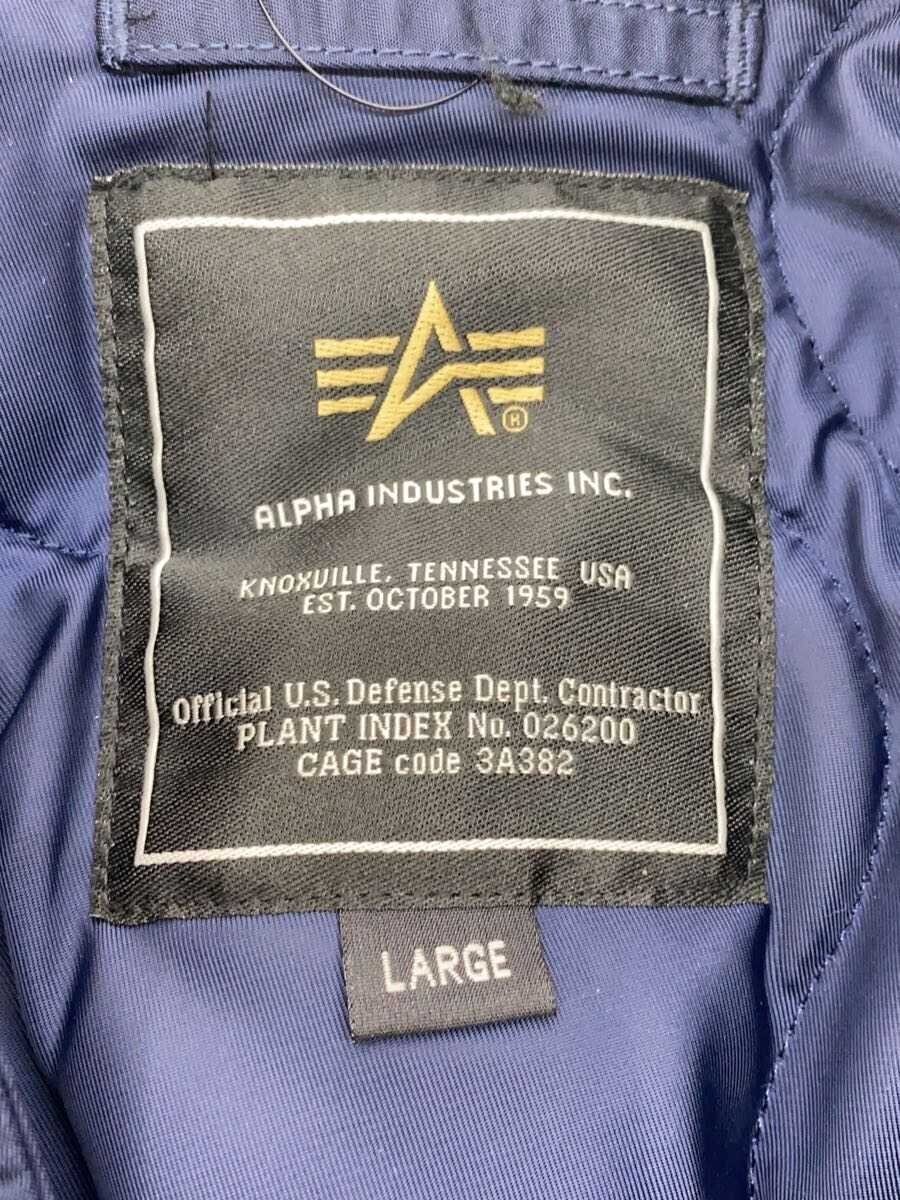 ALPHA INDUSTRIES INC.
KNOXVILLE, TENNESSEE USA
EST. OCTOBER 1959
Official U.S. Defense Dept. Contractor
PLANT INDEX No. 026200
CAGE code 3A382
LARGE